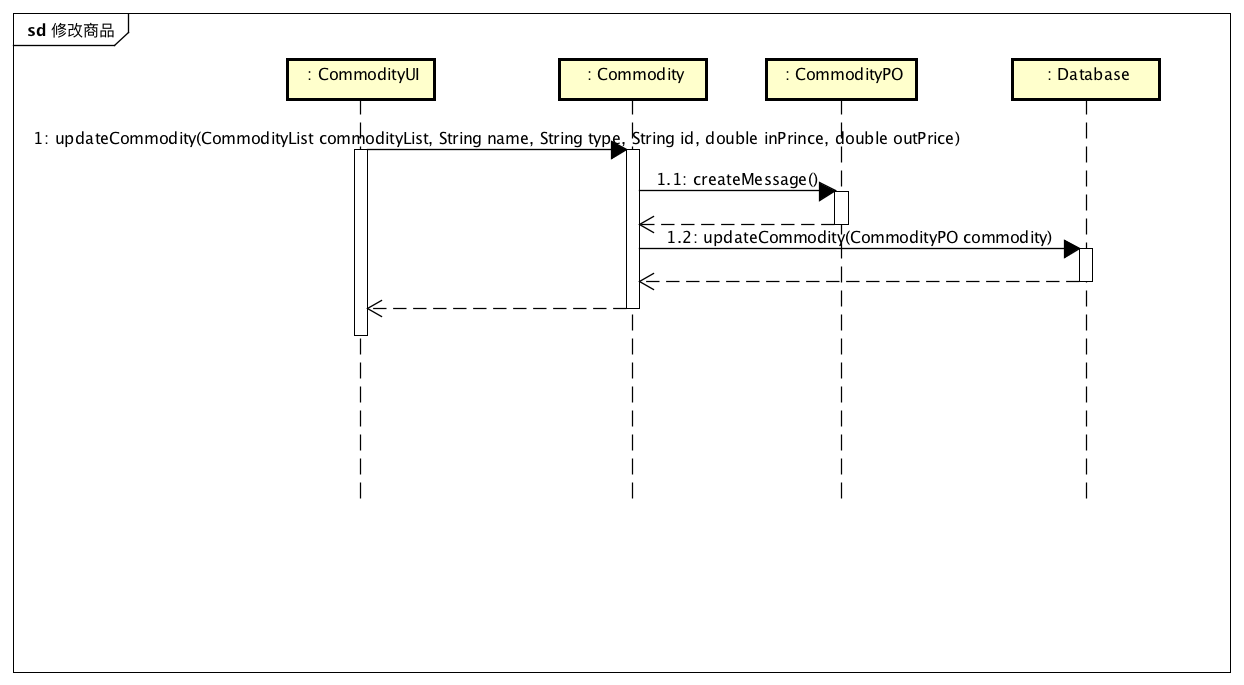 sd 修改商品
: CommodityUI
: Commodity
: CommodityPO
: Database
1: updateCommodity(CommodityList commodityList, String name, String type, String id, double inPrince, double outPrice)
1.1: createMessage()
1.2: updateCommodity(CommodityPO commodity)